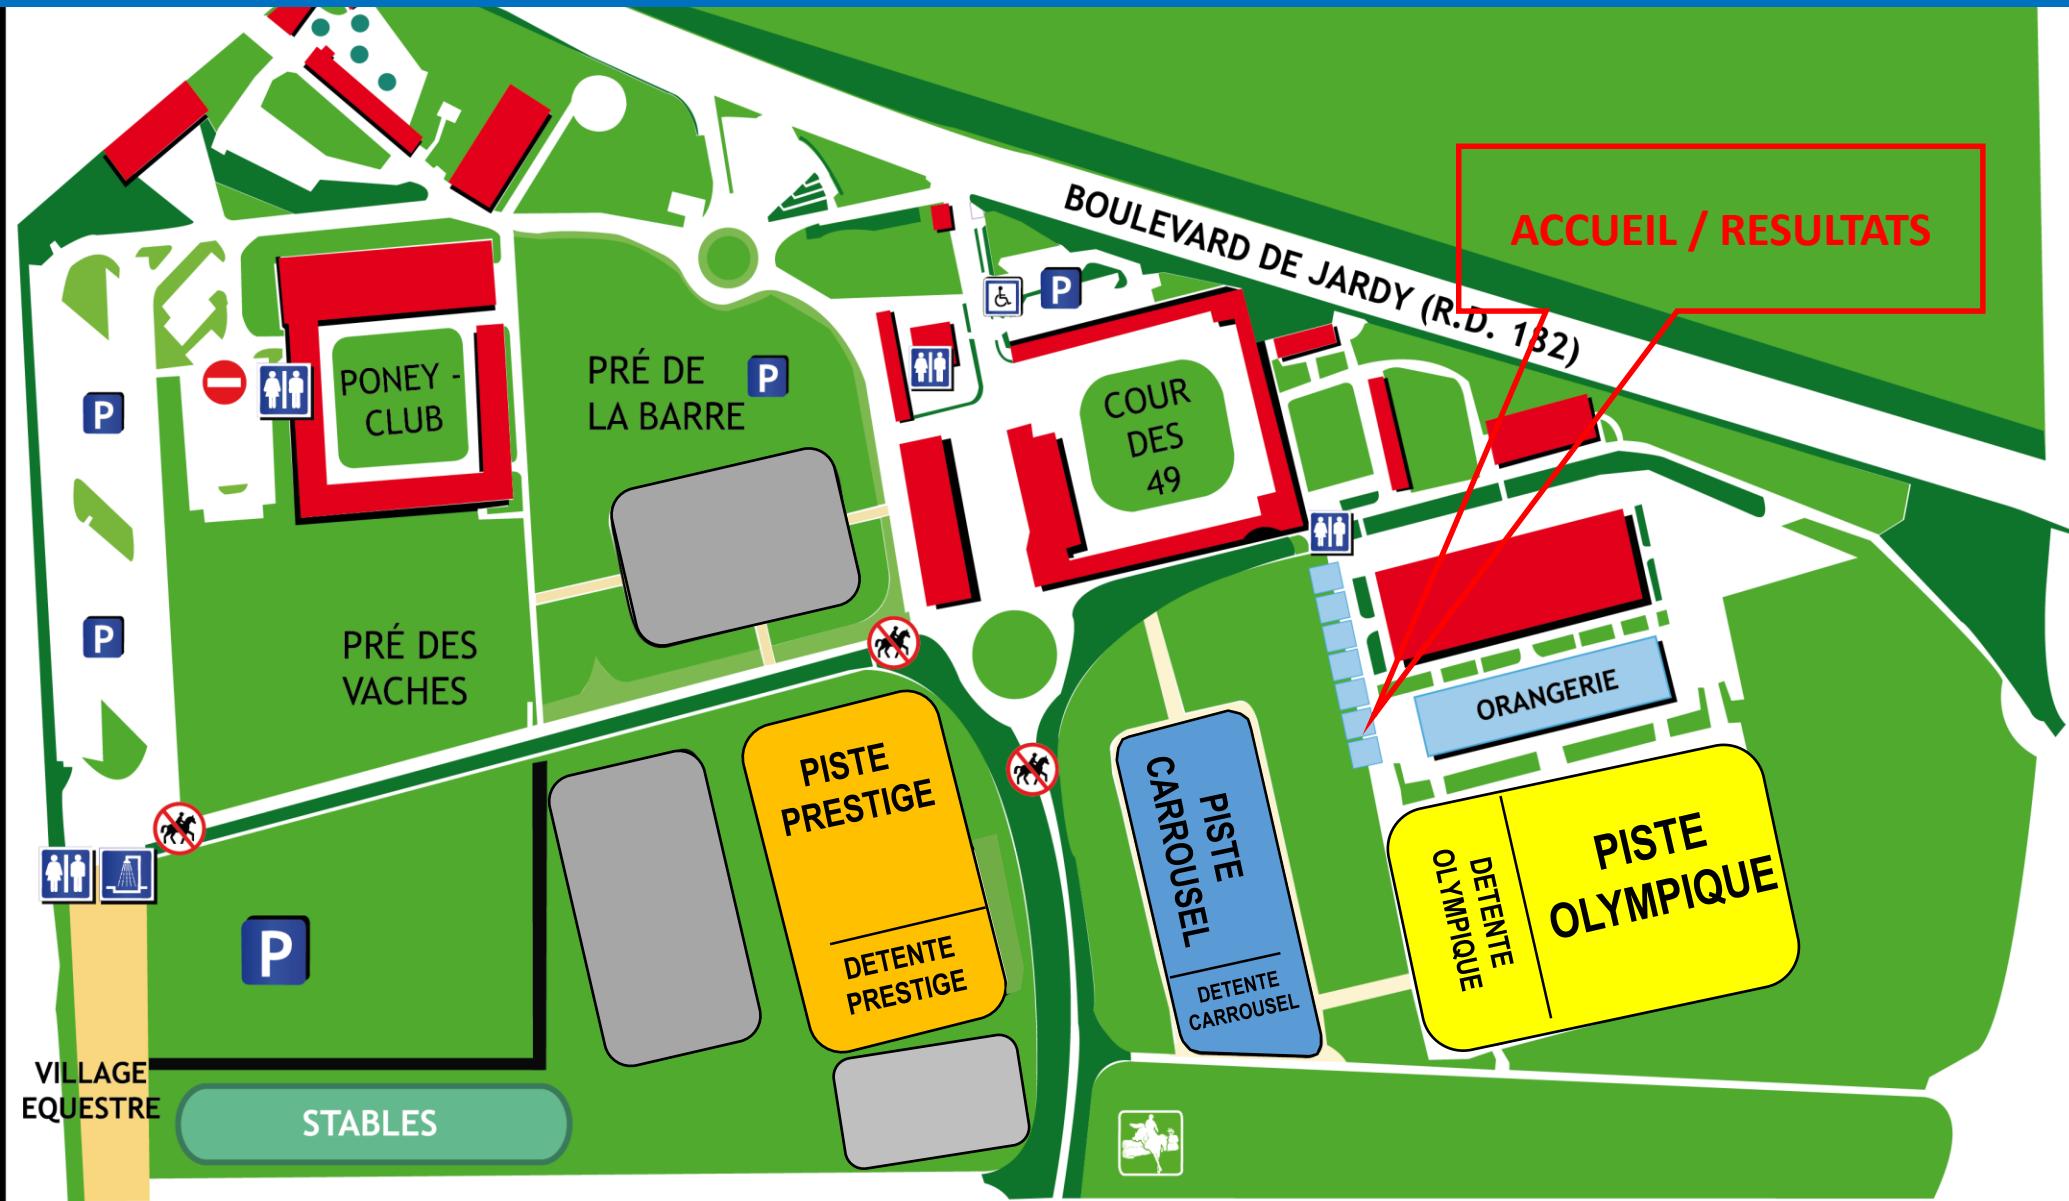 BOULEVARD DE JARDY (R.D. 182)
ACCUEIL / RESULTATS
P
PONEY -
CLUB
PRÉ DE
LA BARRE
P
COUR
DES
49
P
P
PRÉ DES
VACHES
ORANGERIE
PISTE
PRESTIGE
DETENTE
PRESTIGE
PISTE
CARROUSEL
DETENTE
CARROUSEL
DETENTE
OLYMPIQUE
PISTE
OLYMPIQUE
P
VILLAGE
EQUESTRE
STABLES